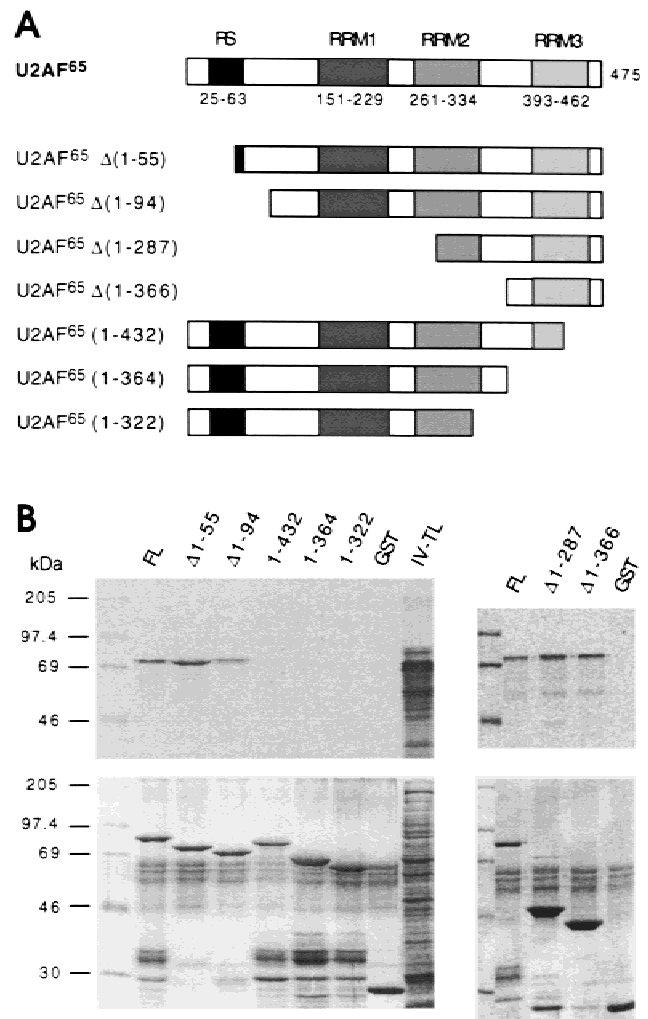 A
RS RRM1 RRM2 RRM3
U2AF65 475
25-63 151-229 261-334 393-462
U2AF65 Δ(1-55)
U2AF65 Δ(1-94)
U2AF65 Δ(1-287)
U2AF65 Δ(1-366)
U2AF65 (1-432)
U2AF65 (1-364)
U2AF65 (1-322)
B
kDa FL Δ1-55 Δ1-94 1-432 1-364 1-322 GST IV-TL FL Δ1-287 Δ1-366 GST
205
97.4
69
46
205
97.4
69
46
30